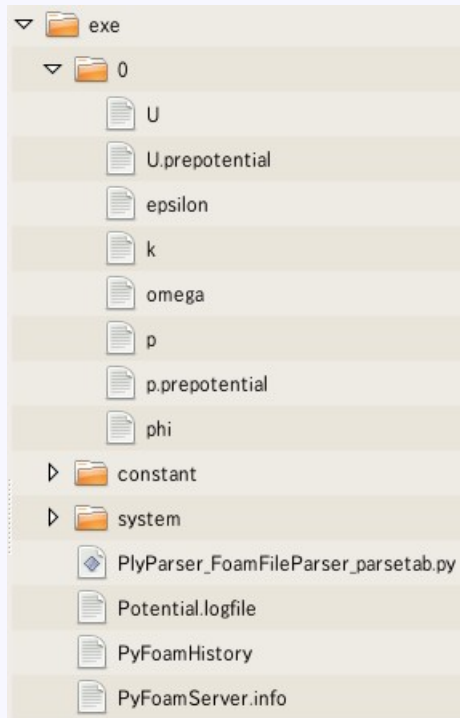 exe
0
U
U.prepotential
epsilon
k
omega
p
p.prepotential
phi
constant
system
PlyParser_FoamFileParser_parsetab.py
Potential.logfile
PyFoamHistory
PyFoamServer.info